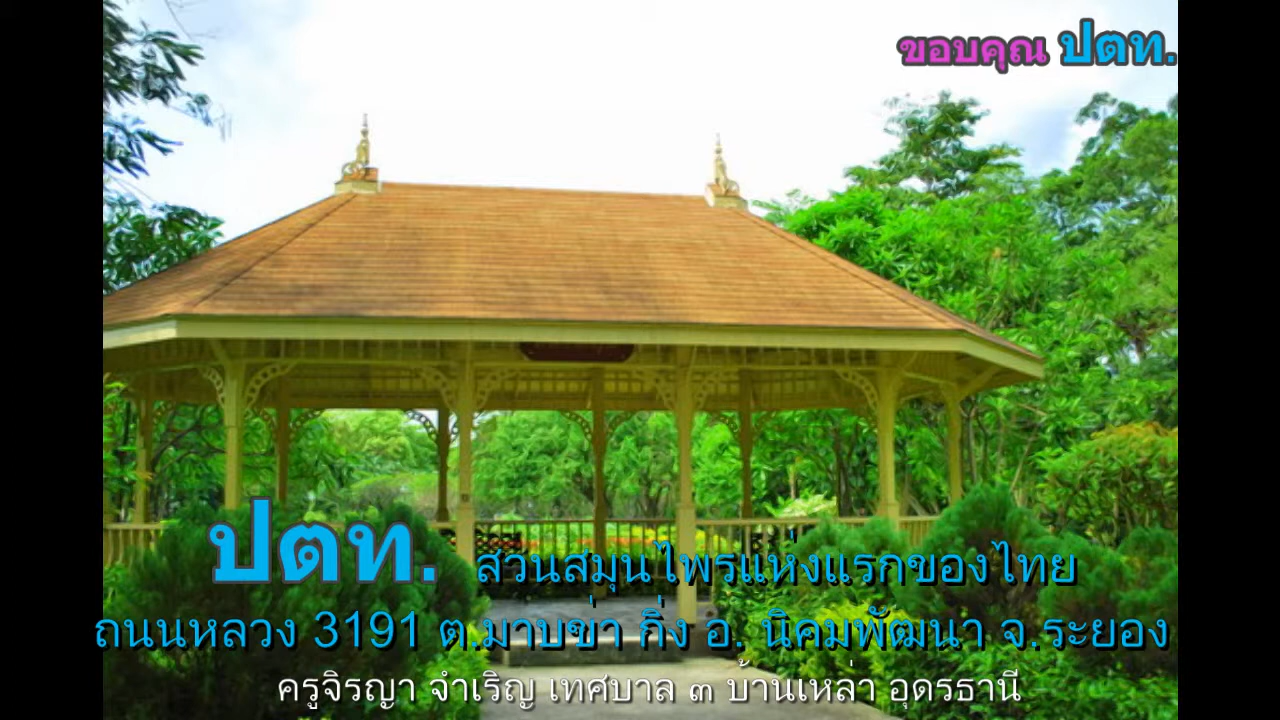 ขอบคุณ ปตท.
ปตท. สวนสมุนไพรแห่งแรกของไทย
ถนนหลวง 3191 ต.มาบข่า กิ่ง อ. นิคมพัฒนา จ.ระยอง
ครูจิรญา จำเริญ เทศบาล ๓ บ้านเหล่า อุดรธานี